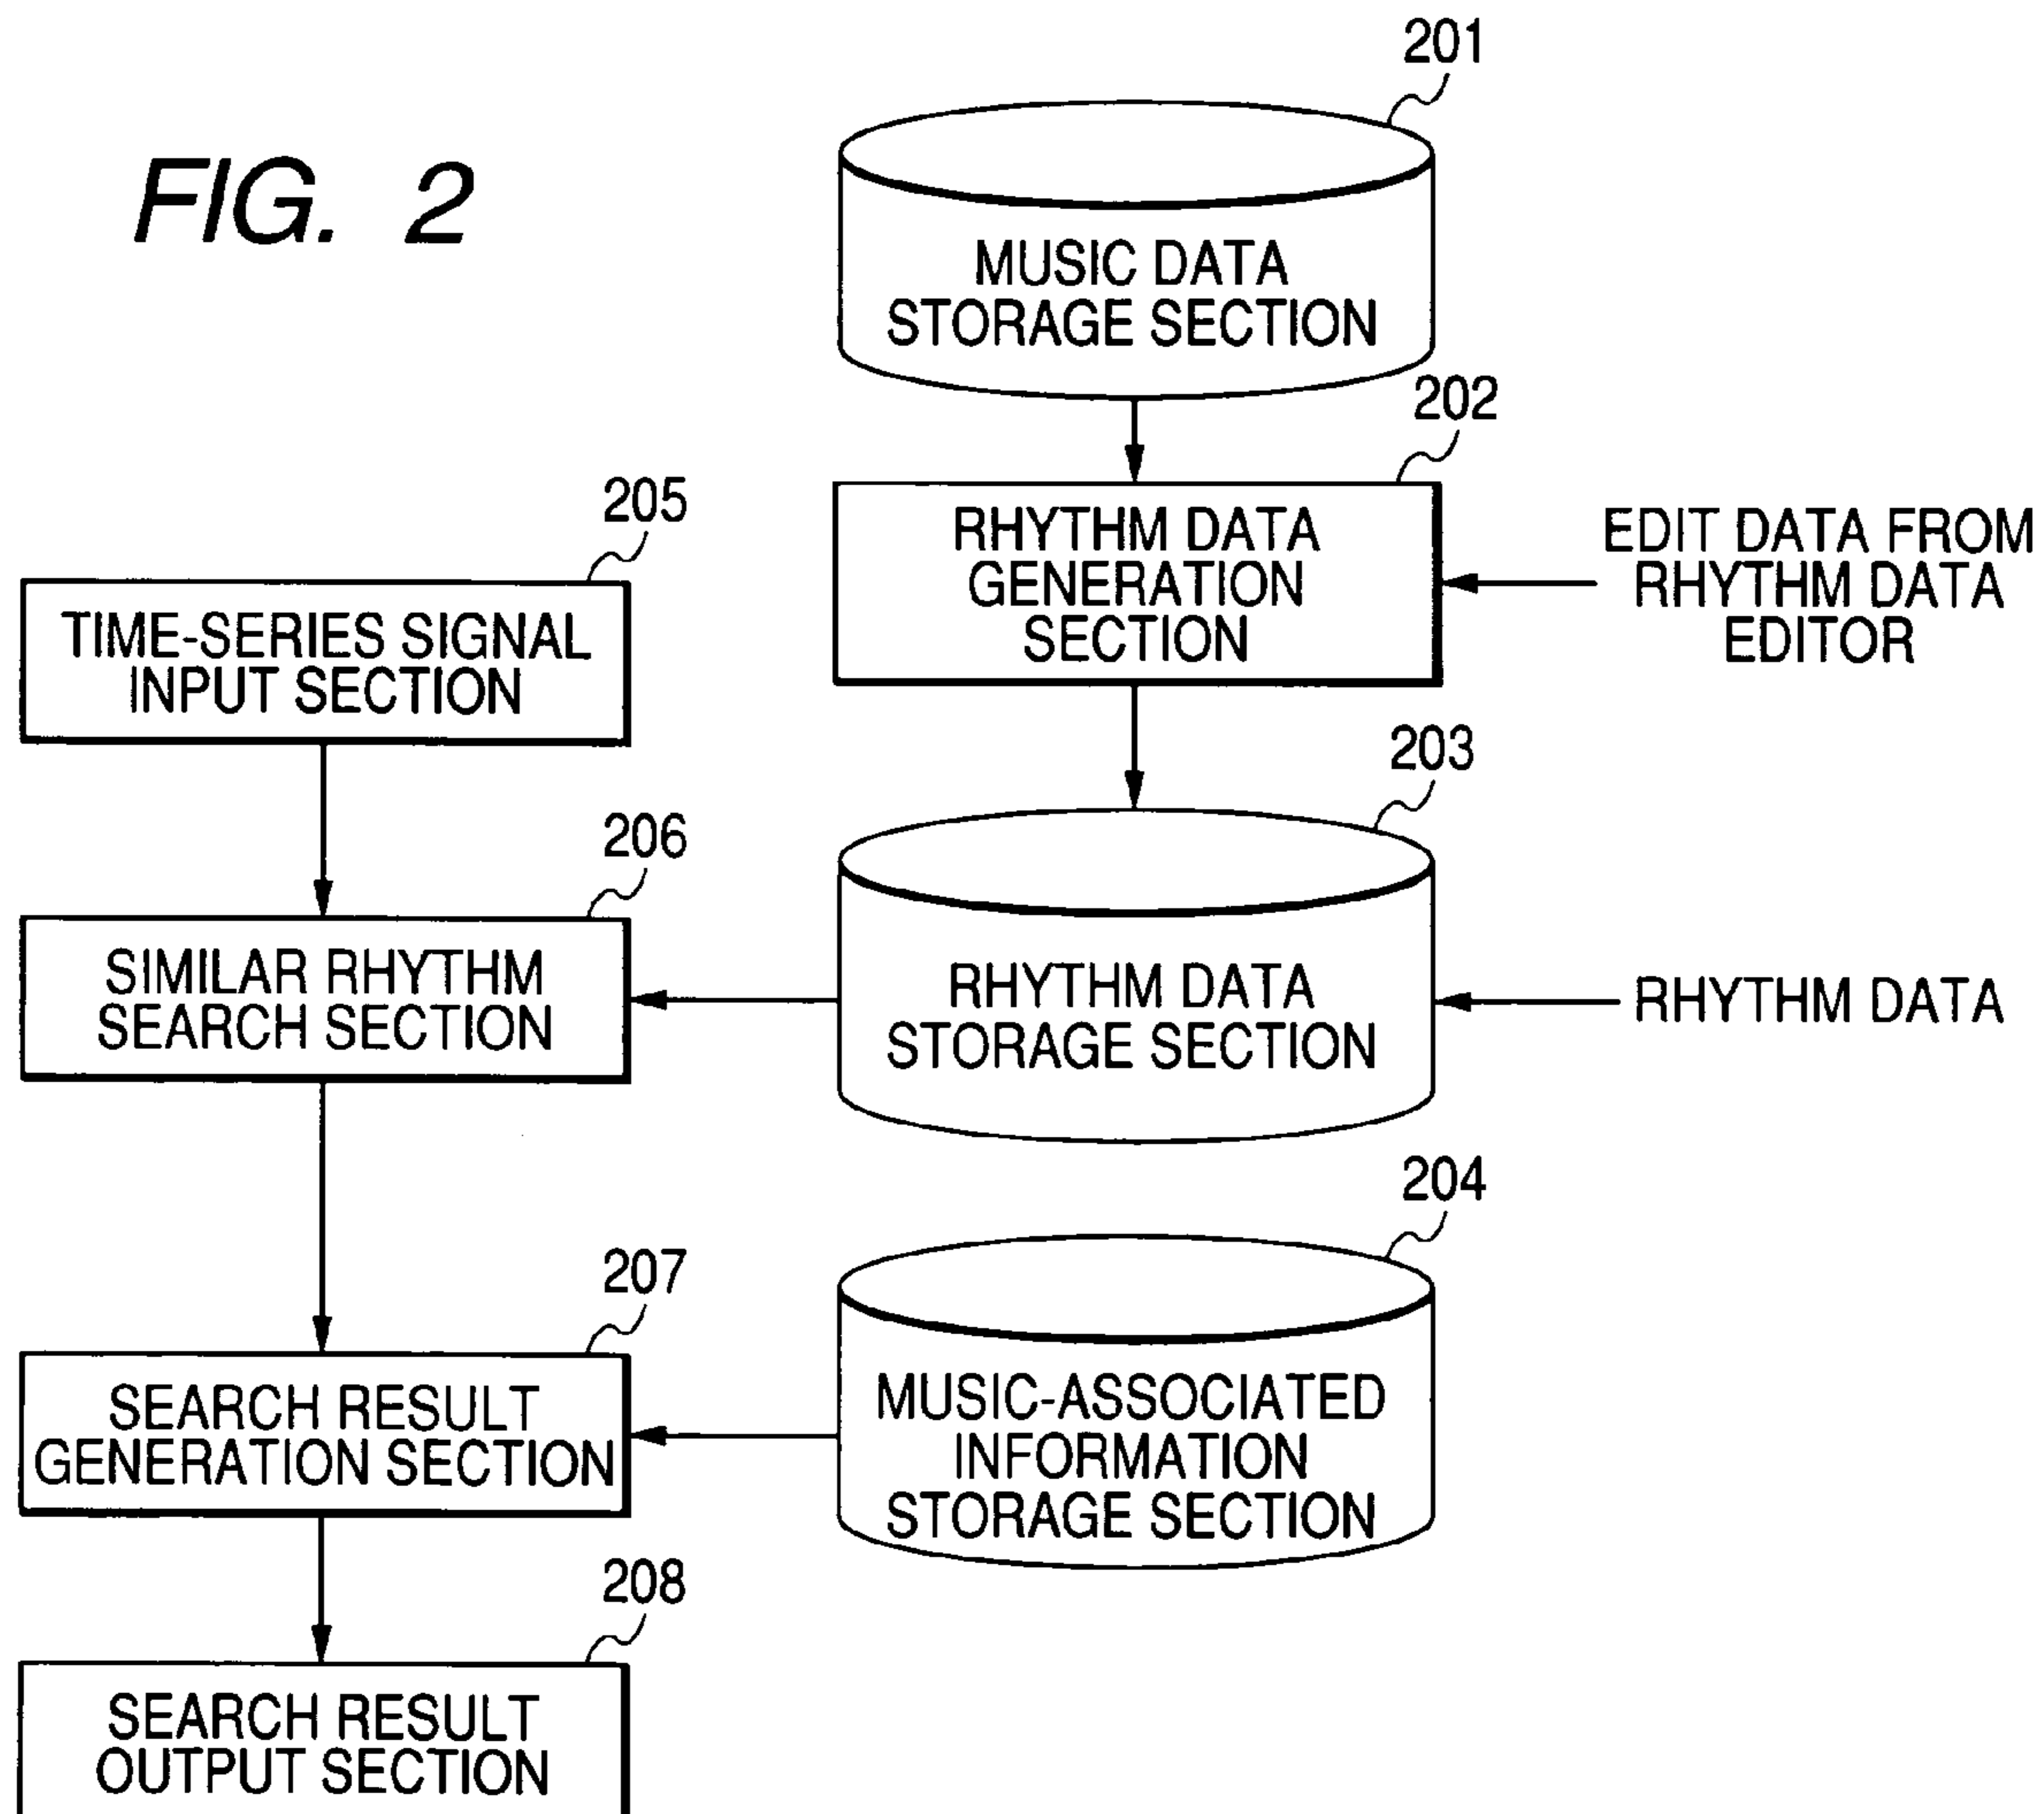 FIG. 2
201
MUSIC DATA
STORAGE SECTION
202
RHYTHM DATA
GENERATION
SECTION
EDIT DATA FROM
RHYTHM DATA
EDITOR
205
TIME-SERIES SIGNAL
INPUT SECTION
203
RHYTHM DATA
STORAGE SECTION
RHYTHM DATA
206
SIMILAR RHYTHM
SEARCH SECTION
204
MUSIC-ASSOCIATED
INFORMATION
STORAGE SECTION
207
SEARCH RESULT
GENERATION SECTION
208
SEARCH RESULT
OUTPUT SECTION